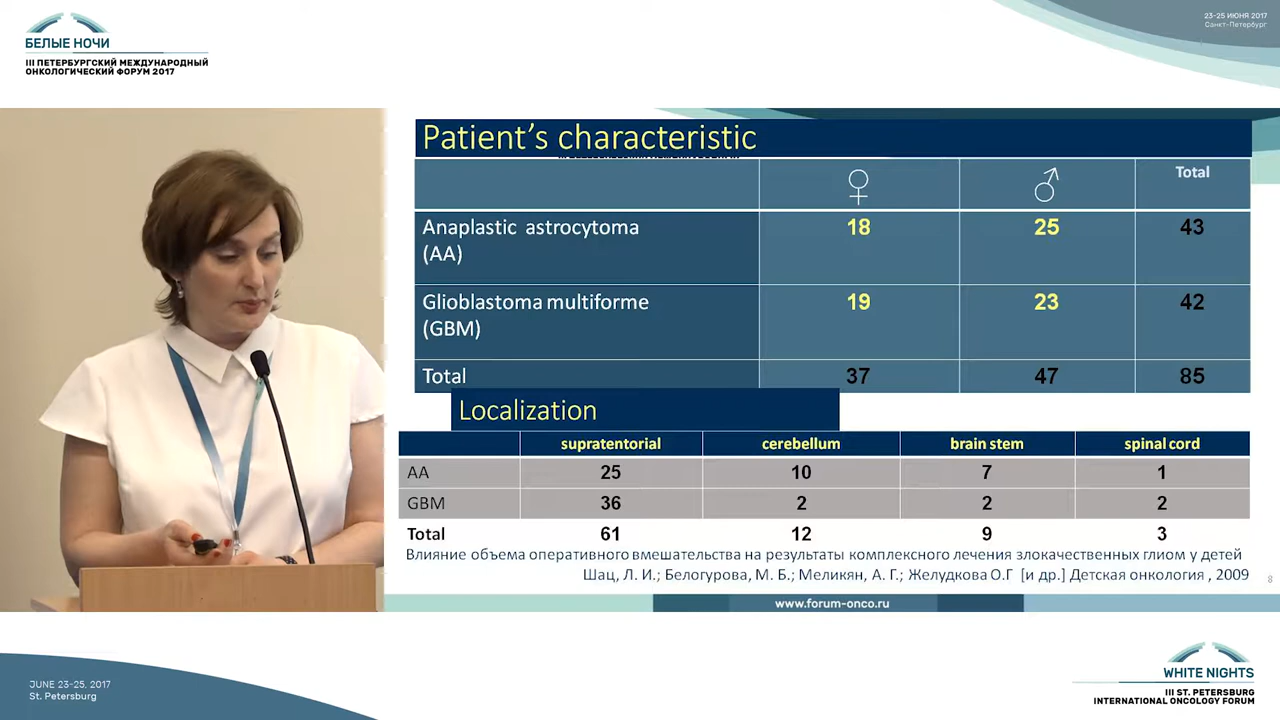 БЕЛЫЕ НОЧИ
III ПЕТЕРБУРГСКИЙ МЕЖДУНАРОДНЫЙ
ОНКОЛОГИЧЕСКИЙ ФОРУМ 2017
23-25 ИЮНЯ 2017
Санкт-Петербург
Patient’s characteristic
♀ ♂ Total
Anaplastic astrocytoma
(AA) 18 25 43
Glioblastoma multiforme
(GBM) 19 23 42
Total 37 47 85
Localization
supratentorial cerebellum brain stem spinal cord
AA 25 10 7 1
GBM 36 2 2 2
Total 61 12 9 3
Влияние объема оперативного вмешательства на результаты комплексного лечения злокачественных глиом у детей
Шац, Л. И.; Белогурова, М. Б.; Меликян, А. Г.; Желудкова О.Г [и др.] Детская онкология , 2009
8
www.forum-onco.ru
JUNE 23-25, 2017
St. Petersburg
WHITE NIGHTS
III ST. PETERSBURG
INTERNATIONAL ONCOLOGY FORUM